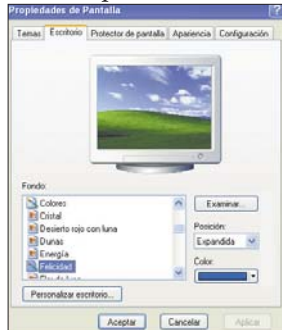 Propiedades de Pantalla
Temas Escritorio Protector de pantalla Apariencia Configuración
Fondo:
Colores
Cristal
Desierto rojo con luna
Dunas
Energía
Felicidad
Examinar...
Posición:
Expandida
Color:
Personalizar escritorio...
Aceptar Cancelar Aplicar